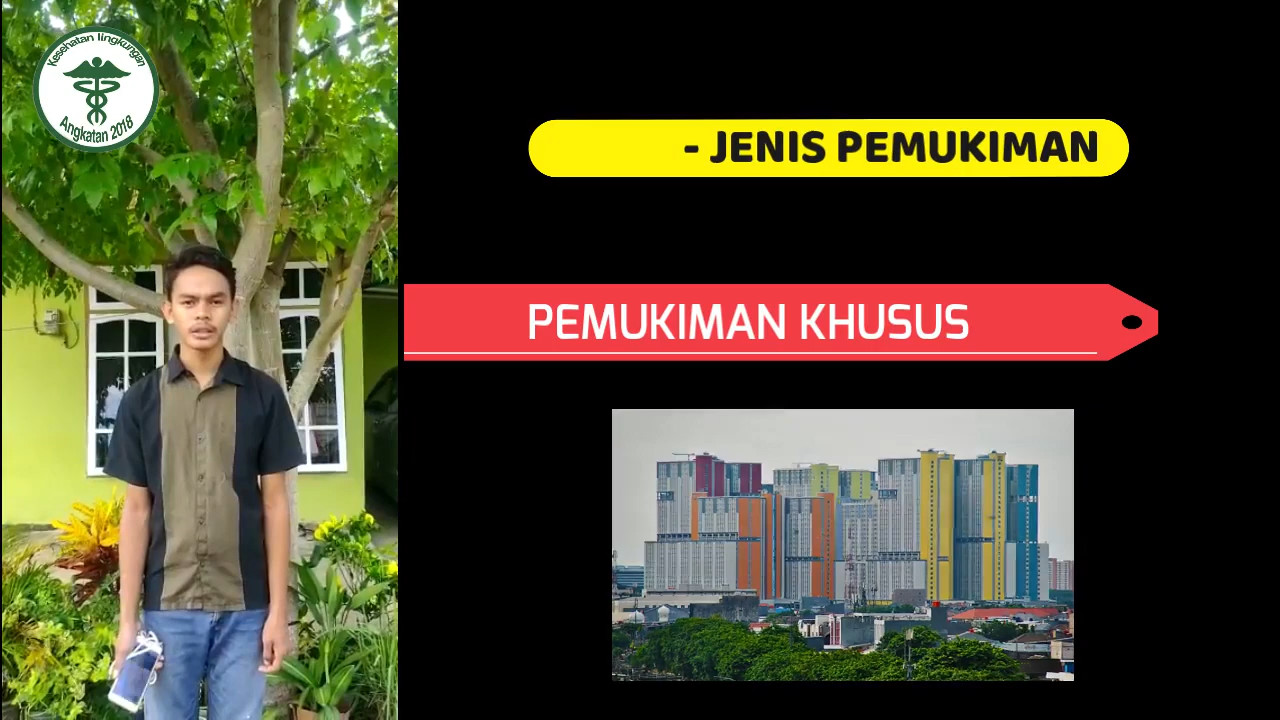 Kesehatan lingkungan
Angkatan 2018
- JENIS PEMUKIMAN
PEMUKIMAN KHUSUS